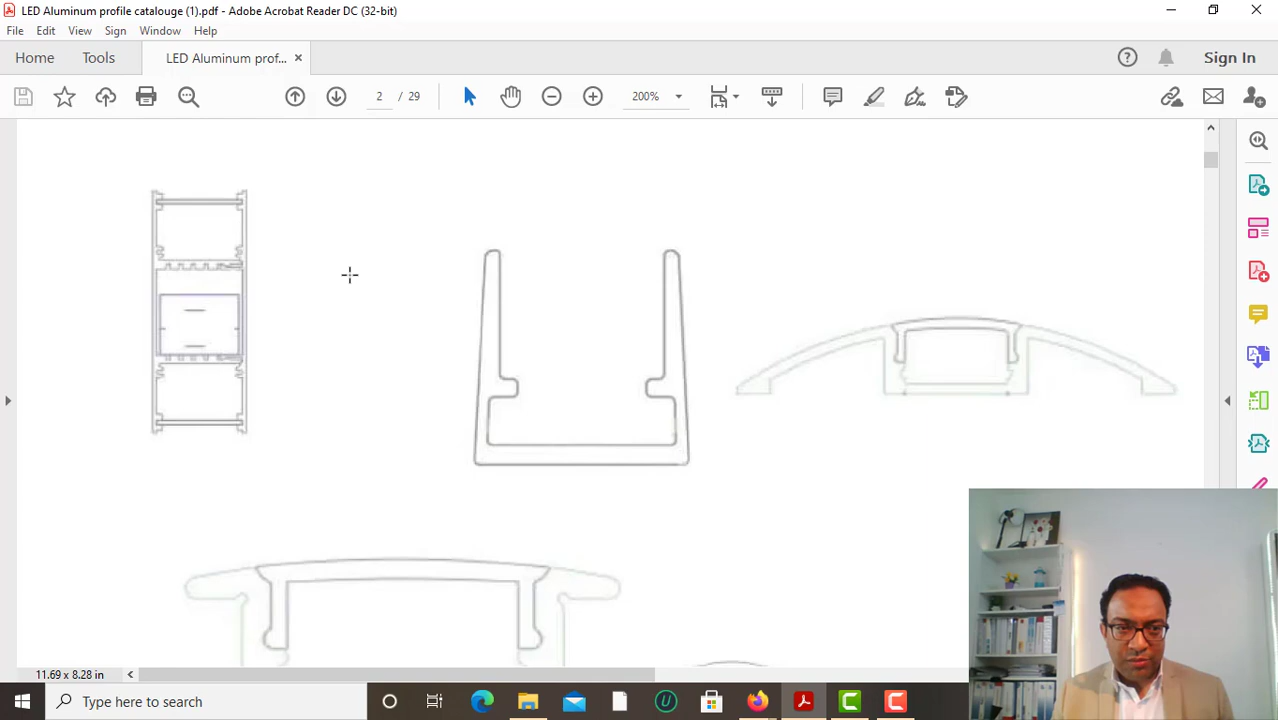 LED Aluminum profile catalouge (1).pdf - Adobe Acrobat Reader DC (32-bit)
File Edit View Sign Window Help
Home Tools LED Aluminum prof... × Sign In
2 / 29 200%
11.69 x 8.28 in
Type here to search